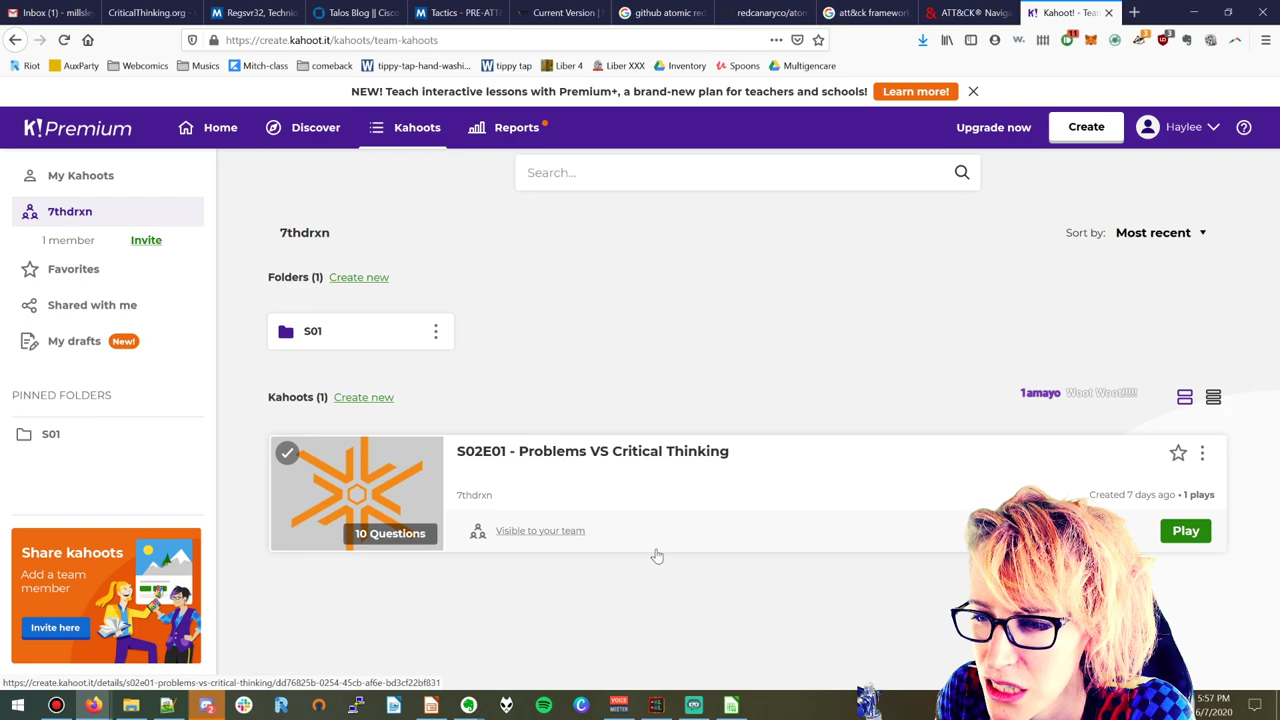 Inbox (1) - millsle
CriticalThinking.org -
Regsvr32, Technic
Talos Blog || Cisco
Tactics - PRE-ATT
Current Version |
github atomic red
redcanaryco/atom
att&ck framework
ATT&CK® Naviga
Kahoot! - Team
https://create.kahoot.it/kahoots/team-kahoots
Riot
AuxParty
Webcomics
Musics
Mitch-class
comeback
tippy-tap-hand-washi...
tippy tap
Liber 4
Liber XXX
Inventory
Spoons
Multigencare
NEW! Teach interactive lessons with Premium+, a brand-new plan for teachers and schools!
Learn more!
K!Premium
Home
Discover
Kahoots
Reports
Upgrade now
Create
Haylee
My Kahoots
Search...
7thdrxn
1 member
Invite
7thdrxn
Sort by: Most recent
Favorites
Folders (1) Create new
Shared with me
S01
My drafts
New!
PINNED FOLDERS
Kahoots (1) Create new
1amayo Woot Woot!!!!!
S01
S02E01 - Problems VS Critical Thinking
7thdrxn
Created 7 days ago • 1 plays
10 Questions
Visible to your team
Play
Share kahoots
Add a team
member
Invite here
https://create.kahoot.it/details/s02e01-problems-vs-critical-thinking/dd76825b-0254-45cb-af6e-bd3cf22bf831
VOICE
MEETER
5:57 PM
6/7/2020